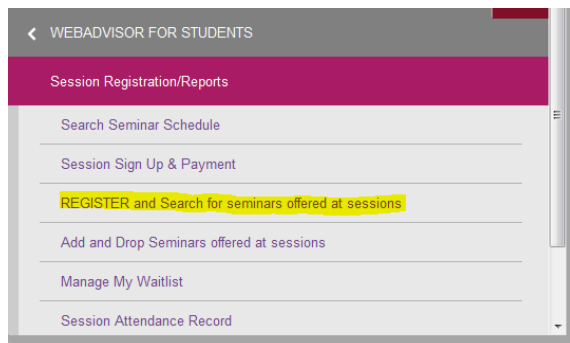 WEBADVISOR FOR STUDENTS
Session Registration/Reports
Search Seminar Schedule
Session Sign Up & Payment
REGISTER and Search for seminars offered at sessions
Add and Drop Seminars offered at sessions
Manage My Waitlist
Session Attendance Record